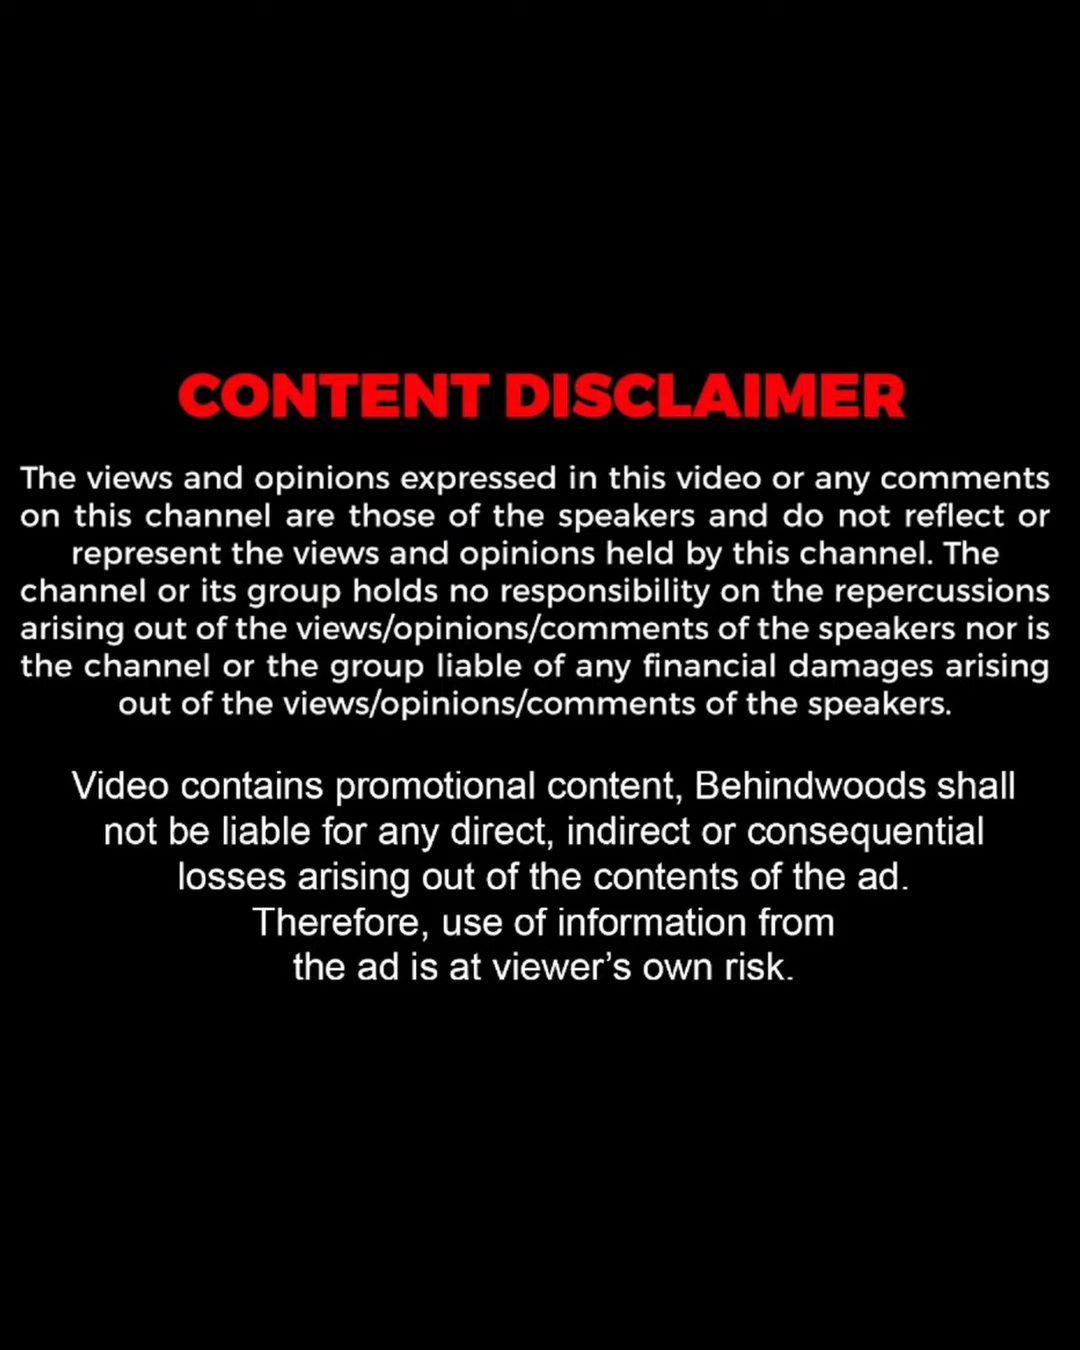 CONTENT DISCLAIMER
The views and opinions expressed in this video or any comments
on this channel are those of the speakers and do not reflect or
represent the views and opinions held by this channel. The
channel or its group holds no responsibility on the repercussions
arising out of the views/opinions/comments of the speakers nor is
the channel or the group liable of any financial damages arising
out of the views/opinions/comments of the speakers.
Video contains promotional content, Behindwoods shall
not be liable for any direct, indirect or consequential
losses arising out of the contents of the ad.
Therefore, use of information from
the ad is at viewer’s own risk.